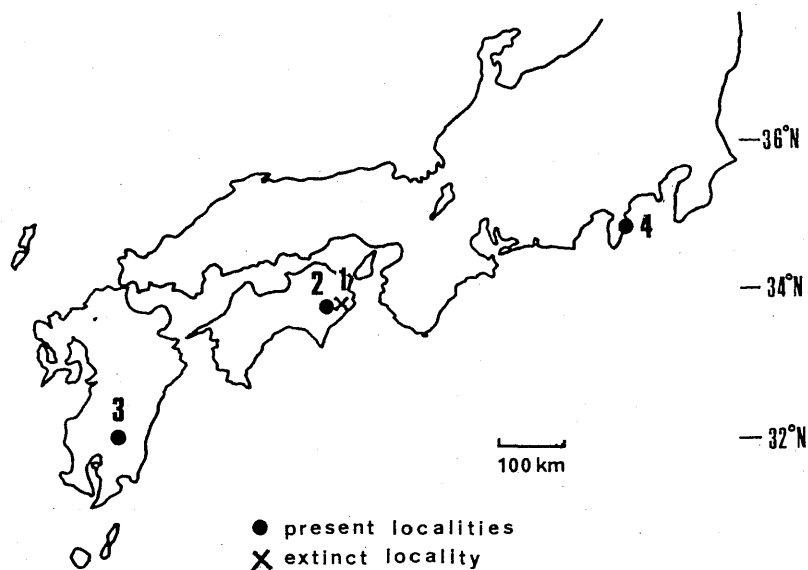 36°N
4
34°N
2 1
3
32°N
100 km
present localities
extinct locality